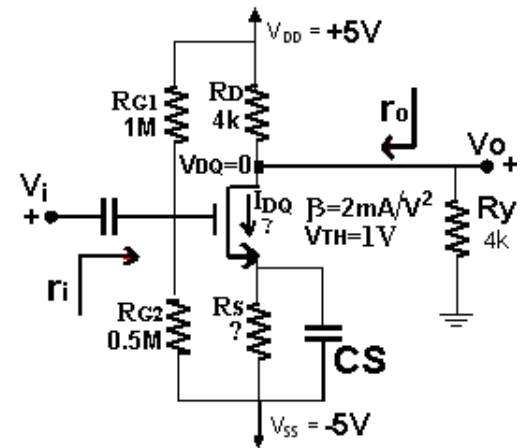 VDD = +5V
RG1
1M
RD
4k
ro
VDQ=0
Vo
+
Vi
+
IDQ
?
β=2mA/V²
VTH=1V
Ry
4k
ri
RG2
0.5M
RS
?
CS
VSS = -5V